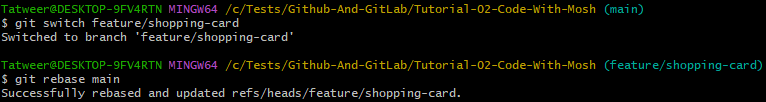 Tatweer@DESKTOP-9FV4RTN MINGW64 /c/Tests/Github-And-GitLab/Tutorial-02-Code-With-Mosh (main)
$ git switch feature/shopping-card
Switched to branch 'feature/shopping-card'
Tatweer@DESKTOP-9FV4RTN MINGW64 /c/Tests/Github-And-GitLab/Tutorial-02-Code-With-Mosh (feature/shopping-card)
$ git rebase main
Successfully rebased and updated refs/heads/feature/shopping-card.